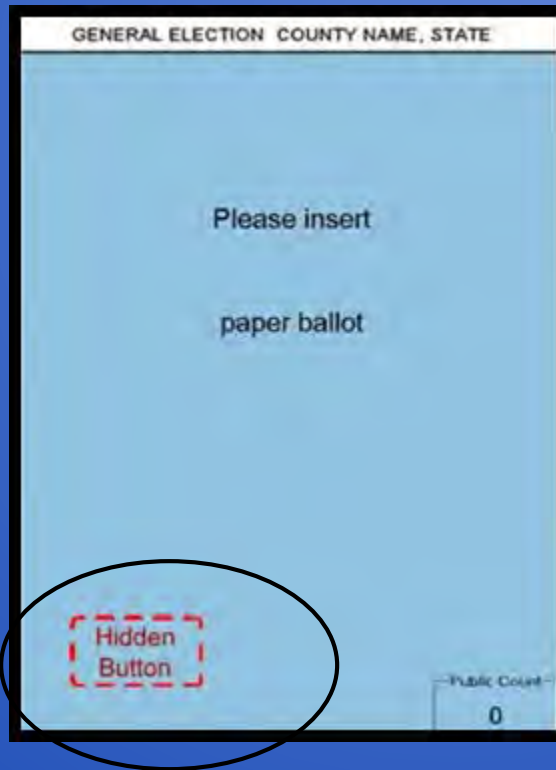 GENERAL ELECTION COUNTY NAME, STATE
Please insert
paper ballot
Hidden
Button
Public Count
0